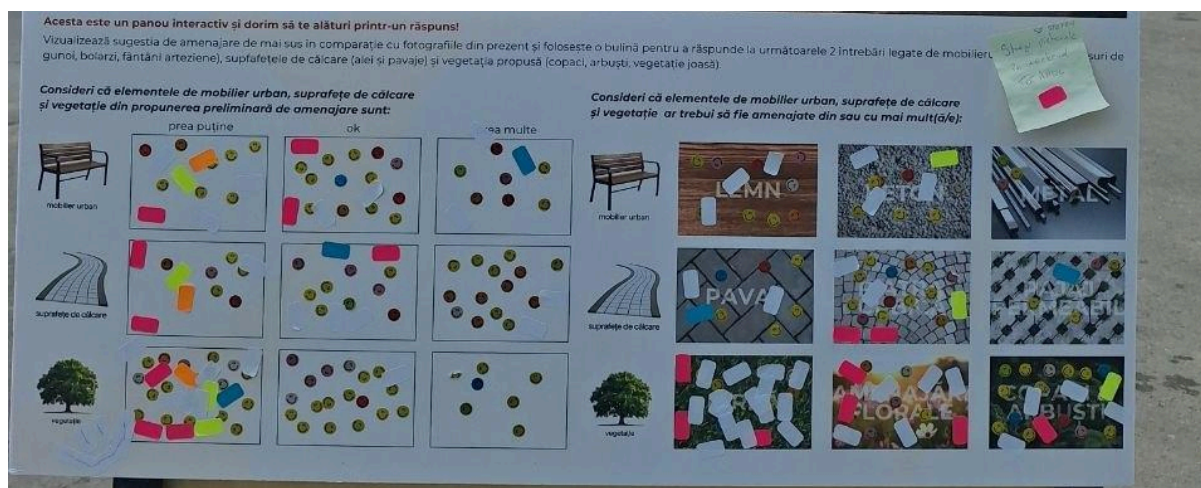 Acesta este un panou interactiv și dorim să te alături printr-un răspuns!
Vizualizează sugestia de amenajare de mai sus in comparație cu fotografiile din prezent și foloseste o bulină pentru a răspunde la următoarele 2 întrebări legate de
gunoi, bolarzi, fântâni arteziene), suprafețele de călcare (alei și pavaje) și vegetația propusă (copaci, arbuști, vegetație joasă).
Consideri că elementele de mobilier urban, suprafețe de călcare
și vegetație din propunerea preliminară de amenajare sunt:
prea puține
ok
multe
mobilier urban
suprafețe de călcare
vegetație
Consideri că elementele de mobilier urban, suprafețe de călcare
și vegetație ar trebui să fie amenajate din sau cu mai mult(ă/e):
mobilier urban
LEMN
METAL
suprafețe de călcare
PAVA
vegetație
FLORALE